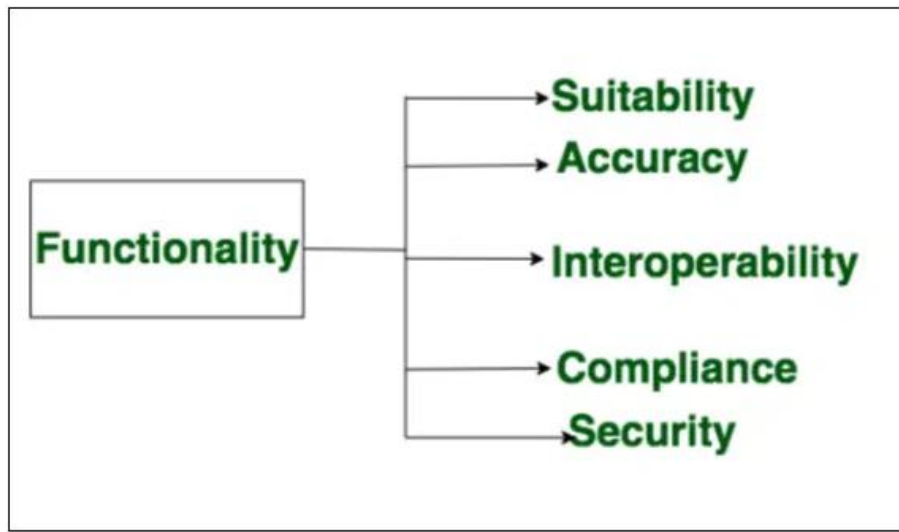 Suitability
Accuracy
Functionality
Interoperability
Compliance
Security